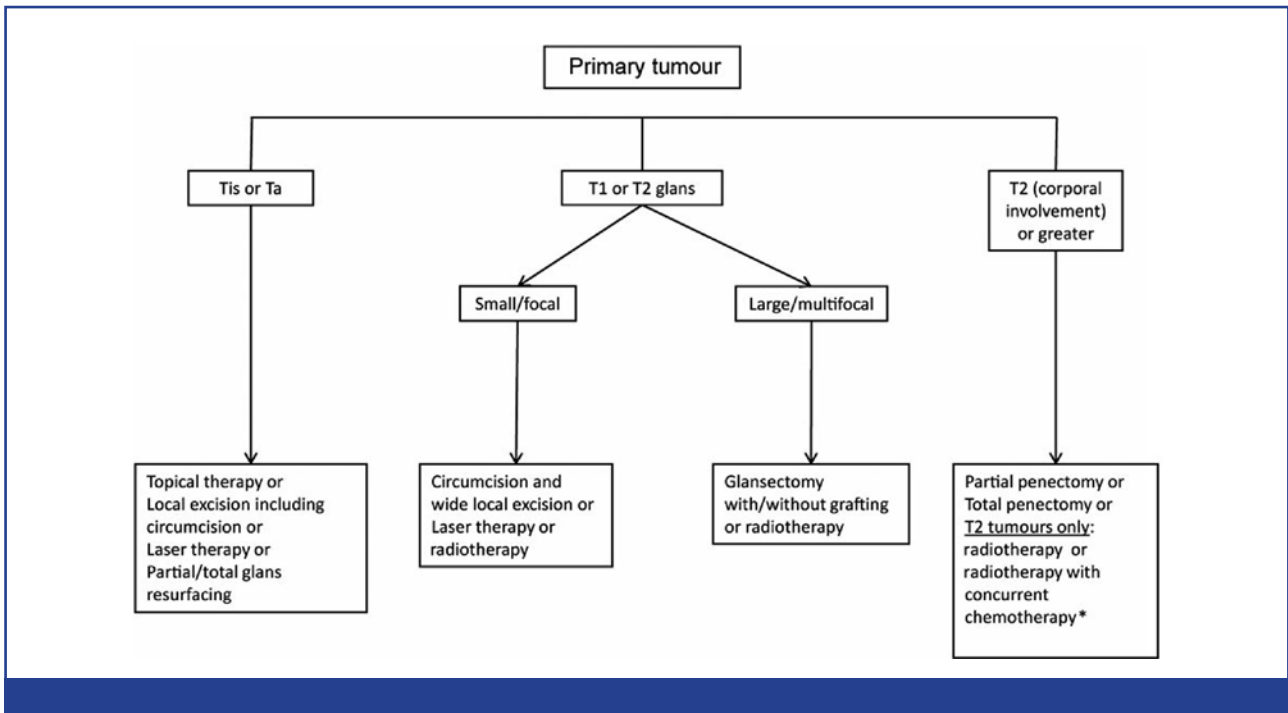 Primary tumour
Tis or Ta
T1 or T2 glans
T2 (corporal
involvement)
or greater
Small/focal
Large/multifocal
Topical therapy or
Local excision including
circumcision or
Laser therapy or
Partial/total glans
resurfacing
Circumcision and
wide local excision or
Laser therapy or
radiotherapy
Glansectomy
with/without grafting
or radiotherapy
Partial penectomy or
Total penectomy or
T2 tumours only:
radiotherapy or
radiotherapy with
concurrent
chemotherapy*